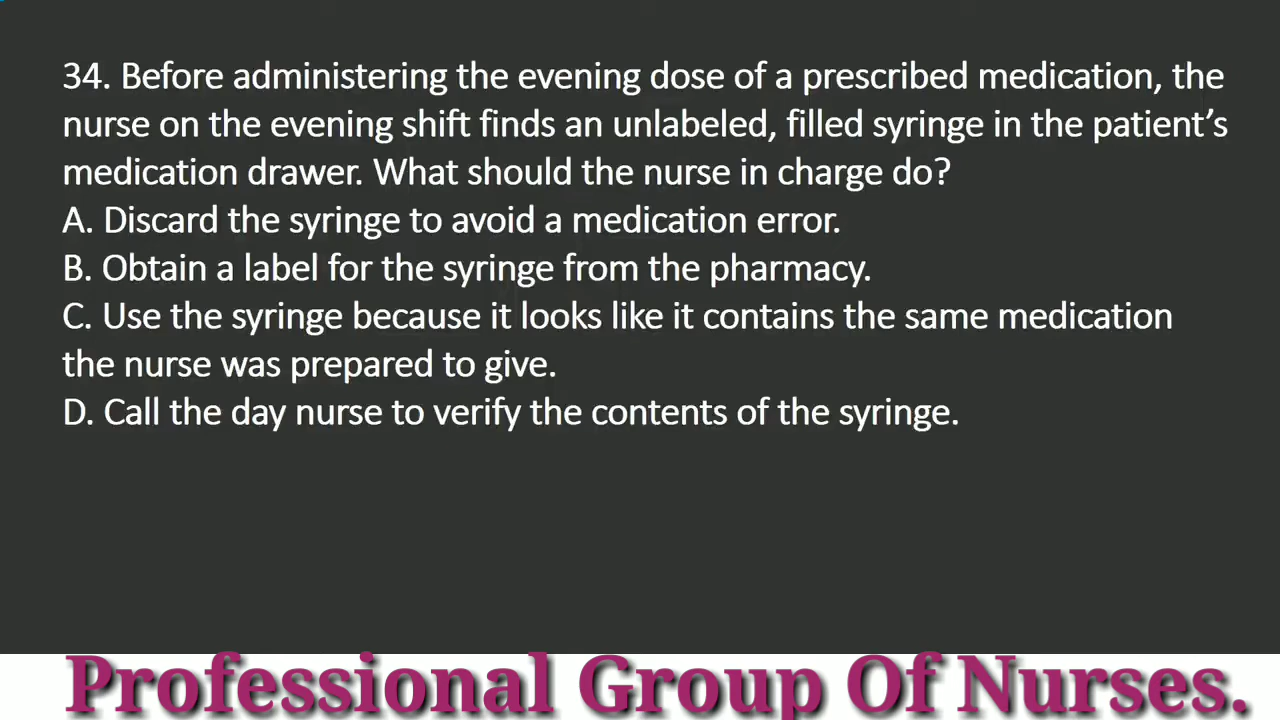 34. Before administering the evening dose of a prescribed medication, the
nurse on the evening shift finds an unlabeled, filled syringe in the patient’s
medication drawer. What should the nurse in charge do?
A. Discard the syringe to avoid a medication error.
B. Obtain a label for the syringe from the pharmacy.
C. Use the syringe because it looks like it contains the same medication
the nurse was prepared to give.
D. Call the day nurse to verify the contents of the syringe.
Professional Group Of Nurses.